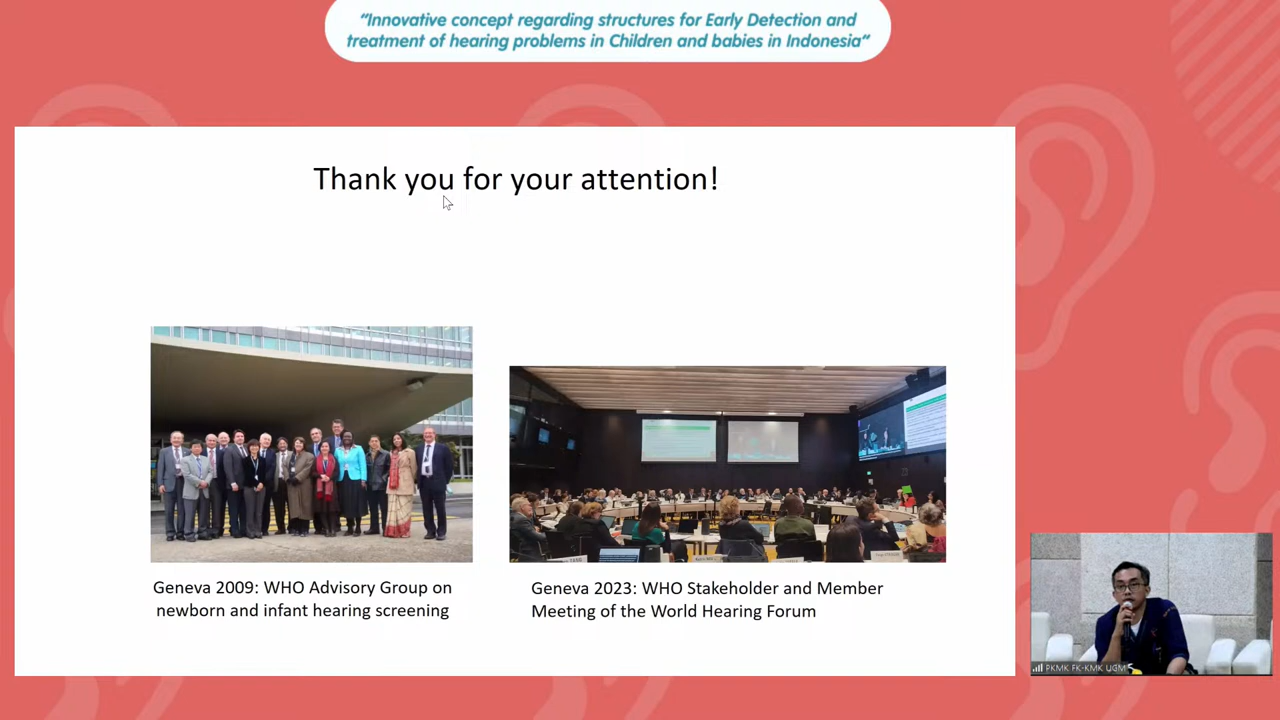 “Innovative concept regarding structures for Early Detection and
treatment of hearing problems in Children and babies in Indonesia“
Thank you for your attention!
Geneva 2009: WHO Advisory Group on
newborn and infant hearing screening
Geneva 2023: WHO Stakeholder and Member
Meeting of the World Hearing Forum
PKMK FK-KMK UGM